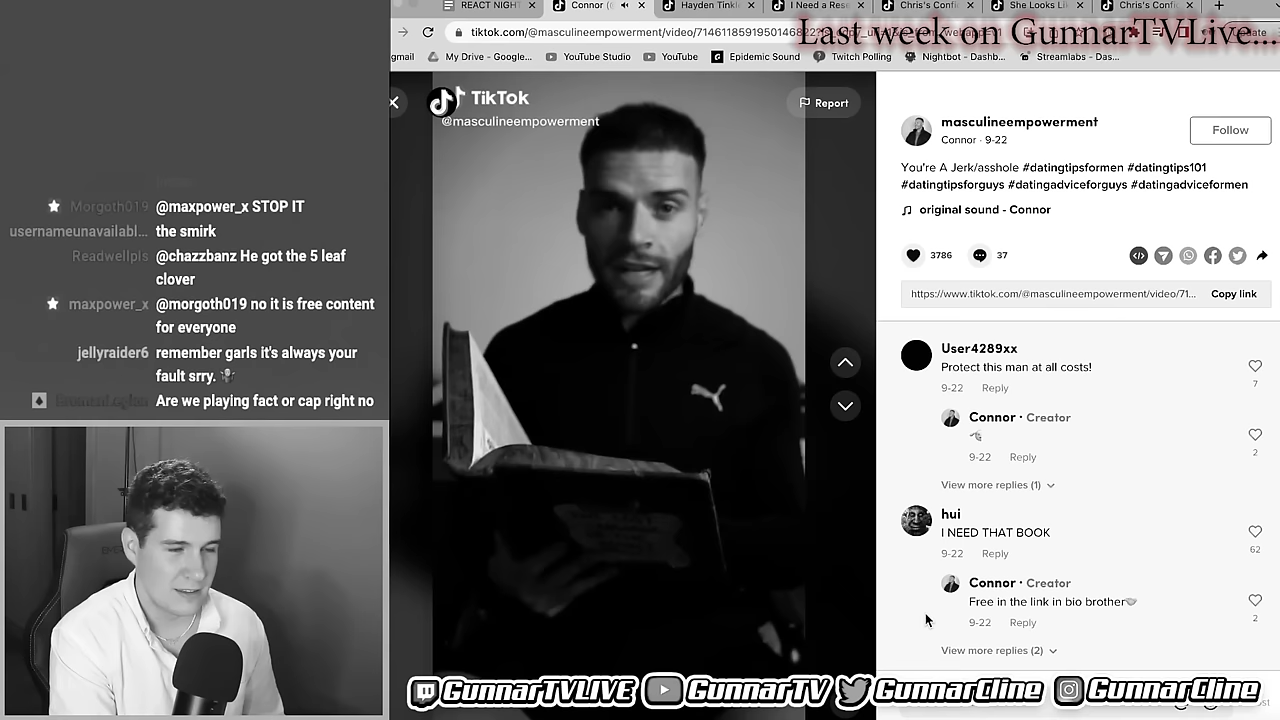 REACT NIGHT
Connor (
Hayden Tinkl
I Need a Res
Chris's Confi
She Looks Li
Chris's Confi
Last week on GunnarTVLive...
gmail
My Drive - Google...
YouTube Studio
YouTube
Epidemic Sound
Twitch Polling
Nightbot - Dashb...
Streamlabs - Das...
TikTok
@masculineempowerment
Report
masculineempowerment
Connor · 9-22
Follow
You're A Jerk/asshole #datingtipsformen #datingtips101
#datingtipsforguys #datingadviceforguys #datingadviceformen
original sound - Connor
3786
37
https://www.tiktok.com/@masculineempowerment/video/71...
Copy link
Morgoth019 @maxpower_x STOP IT
usernameunavailabl... the smirk
Readwellpls @chazzbanz He got the 5 leaf
clover
maxpower_x @morgoth019 no it is free content
for everyone
jellyraider6 remember garls it's always your
fault srry.
Are we playing fact or cap right no
User4289xx
Protect this man at all costs!
9-22 Reply
7
Connor · Creator
9-22 Reply
2
View more replies (1)
hui
I NEED THAT BOOK
9-22 Reply
62
Connor · Creator
Free in the link in bio brother
9-22 Reply
2
View more replies (2)
GunnarTVLIVE
GunnarTV
GunnarCline
GunnarCline